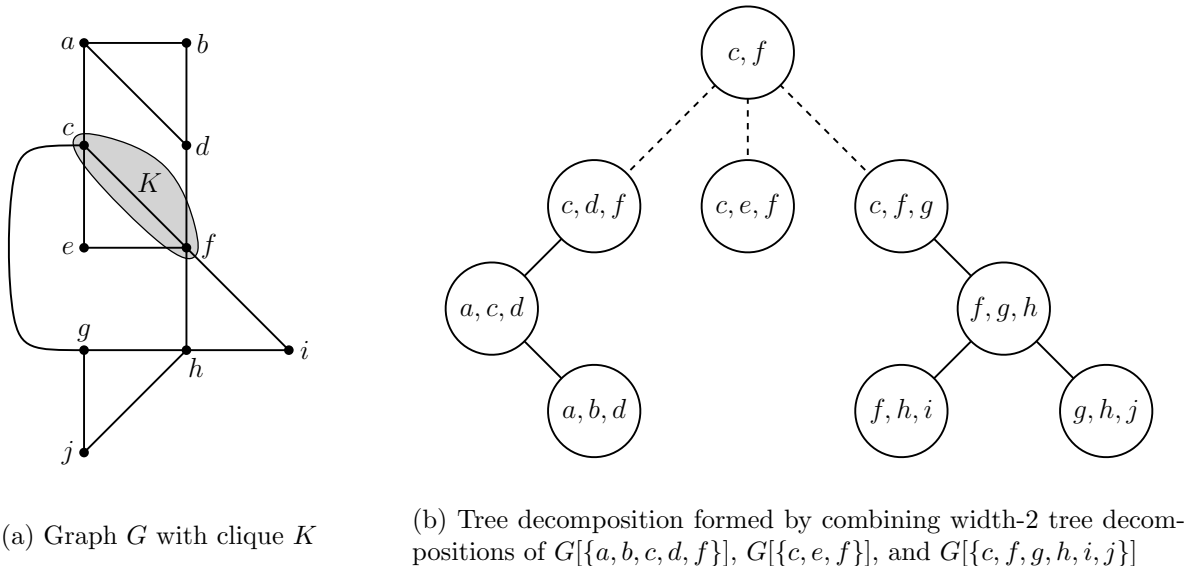 a
b
c
d
K
e
f
g
h
i
j
(a) Graph G with clique K
c, f
c, d, f
c, e, f
c, f, g
a, c, d
f, g, h
a, b, d
f, h, i
g, h, j
(b) Tree decomposition formed by combining width-2 tree decom-
positions of G[{a, b, c, d, f}], G[{c, e, f}], and G[{c, f, g, h, i, j}]